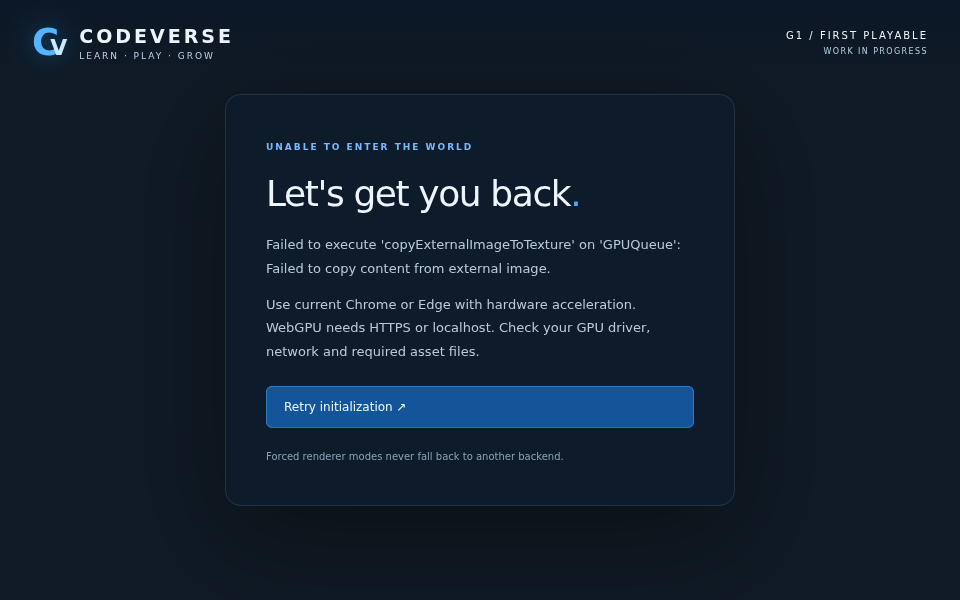 Cv CODEVERSE
LEARN · PLAY · GROW
G1 / FIRST PLAYABLE
WORK IN PROGRESS
UNABLE TO ENTER THE WORLD
Let's get you back.
Failed to execute 'copyExternalImageToTexture' on 'GPUQueue':
Failed to copy content from external image.
Use current Chrome or Edge with hardware acceleration.
WebGPU needs HTTPS or localhost. Check your GPU driver,
network and required asset files.
Retry initialization ↗
Forced renderer modes never fall back to another backend.